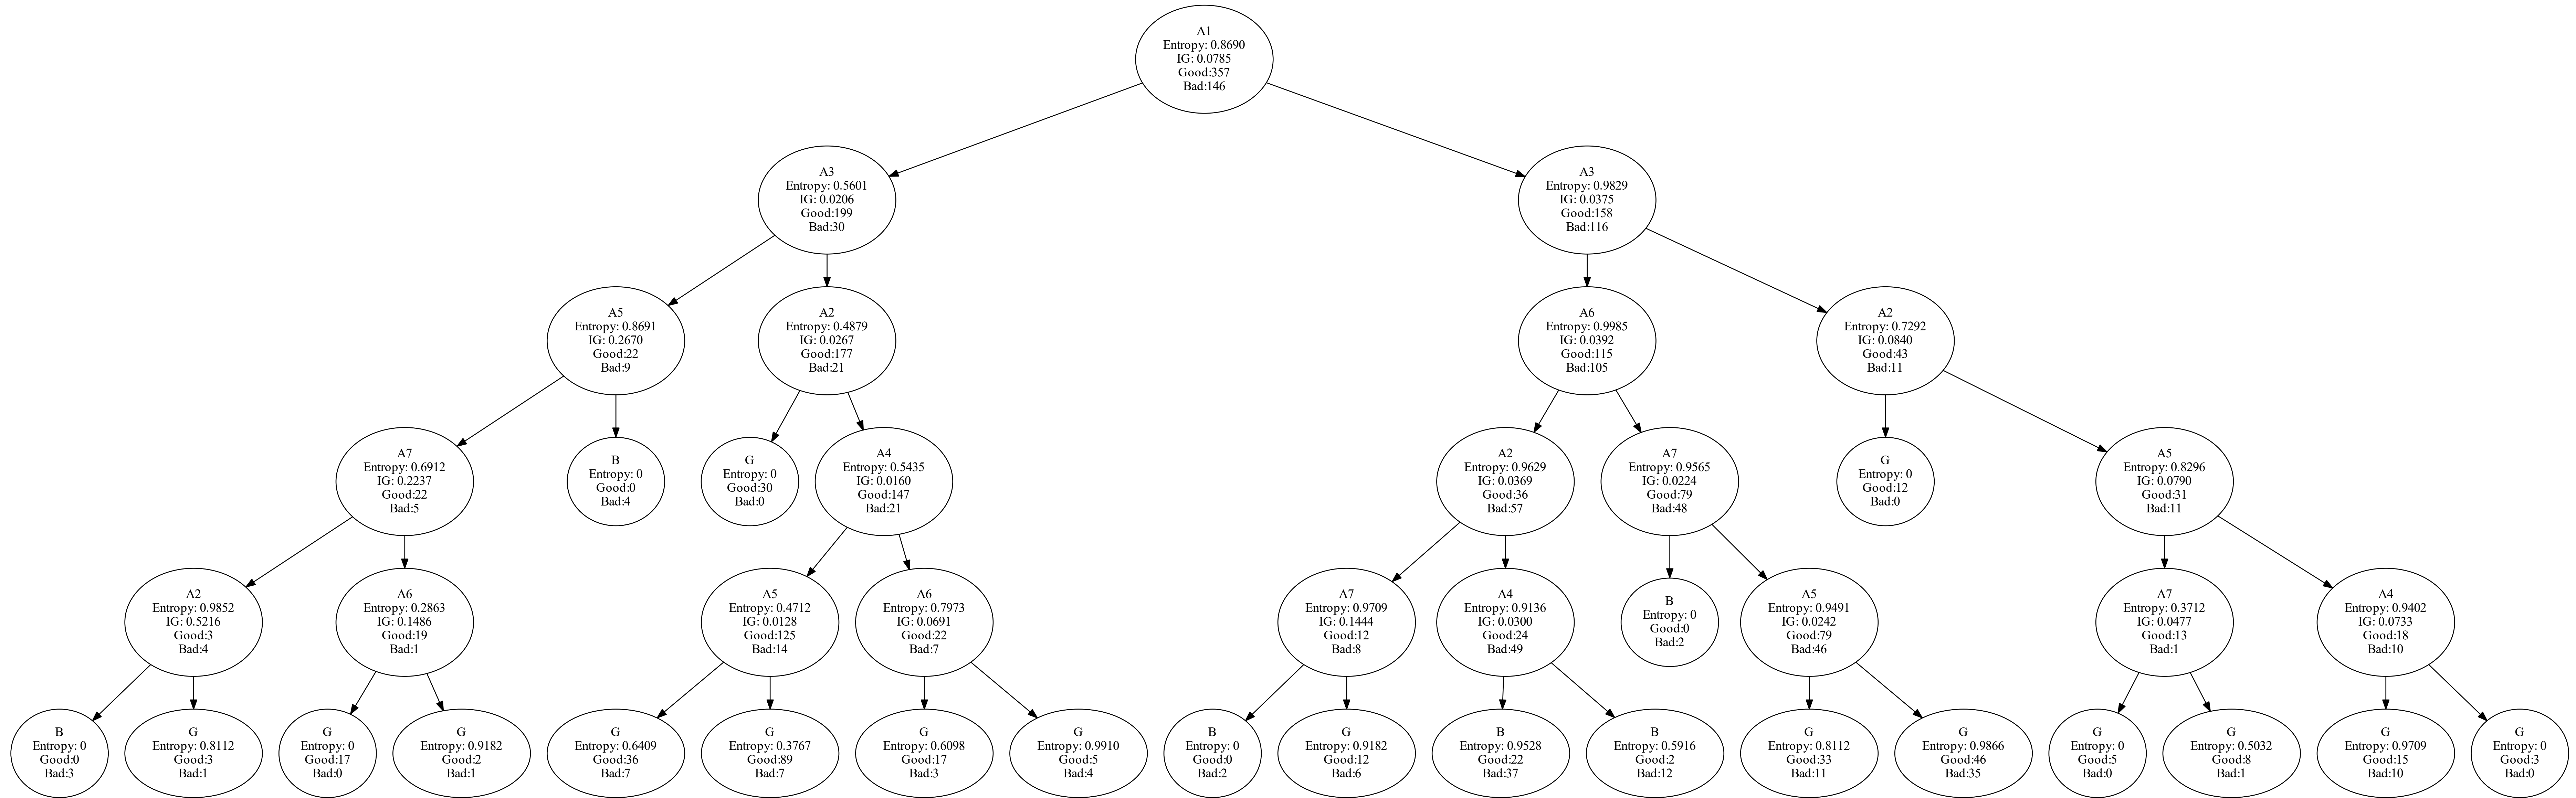 A1
Entropy: 0.8690
IG: 0.0785
Good:357
Bad:146
A3
Entropy: 0.5601
IG: 0.0206
Good:199
Bad:30
A3
Entropy: 0.9829
IG: 0.0375
Good:158
Bad:116
A5
Entropy: 0.8691
IG: 0.2670
Good:22
Bad:9
A2
Entropy: 0.4879
IG: 0.0267
Good:177
Bad:21
A6
Entropy: 0.9985
IG: 0.0392
Good:115
Bad:105
A2
Entropy: 0.7292
IG: 0.0840
Good:43
Bad:11
A7
Entropy: 0.6912
IG: 0.2237
Good:22
Bad:5
B
Entropy: 0
Good:0
Bad:4
G
Entropy: 0
Good:30
Bad:0
A4
Entropy: 0.5435
IG: 0.0160
Good:147
Bad:21
A2
Entropy: 0.9629
IG: 0.0369
Good:36
Bad:57
A7
Entropy: 0.9565
IG: 0.0224
Good:79
Bad:48
G
Entropy: 0
Good:12
Bad:0
A5
Entropy: 0.8296
IG: 0.0790
Good:31
Bad:11
A2
Entropy: 0.9852
IG: 0.5216
Good:3
Bad:4
A6
Entropy: 0.2863
IG: 0.1486
Good:19
Bad:1
A5
Entropy: 0.4712
IG: 0.0128
Good:125
Bad:14
A6
Entropy: 0.7973
IG: 0.0691
Good:22
Bad:7
A7
Entropy: 0.9709
IG: 0.1444
Good:12
Bad:8
A4
Entropy: 0.9136
IG: 0.0300
Good:24
Bad:49
B
Entropy: 0
Good:0
Bad:2
A5
Entropy: 0.9491
IG: 0.0242
Good:79
Bad:46
A7
Entropy: 0.3712
IG: 0.0477
Good:13
Bad:1
A4
Entropy: 0.9402
IG: 0.0733
Good:18
Bad:10
B
Entropy: 0
Good:0
Bad:3
G
Entropy: 0.8112
Good:3
Bad:1
G
Entropy: 0
Good:17
Bad:0
G
Entropy: 0.9182
Good:2
Bad:1
G
Entropy: 0.6409
Good:36
Bad:7
G
Entropy: 0.3767
Good:89
Bad:7
G
Entropy: 0.6098
Good:17
Bad:3
G
Entropy: 0.9910
Good:5
Bad:4
B
Entropy: 0
Good:0
Bad:2
G
Entropy: 0.9182
Good:12
Bad:6
B
Entropy: 0.9528
Good:22
Bad:37
B
Entropy: 0.5916
Good:2
Bad:12
G
Entropy: 0.8112
Good:33
Bad:11
G
Entropy: 0.9866
Good:46
Bad:35
G
Entropy: 0
Good:5
Bad:0
G
Entropy: 0.5032
Good:8
Bad:1
G
Entropy: 0.9709
Good:15
Bad:10
G
Entropy: 0
Good:3
Bad:0